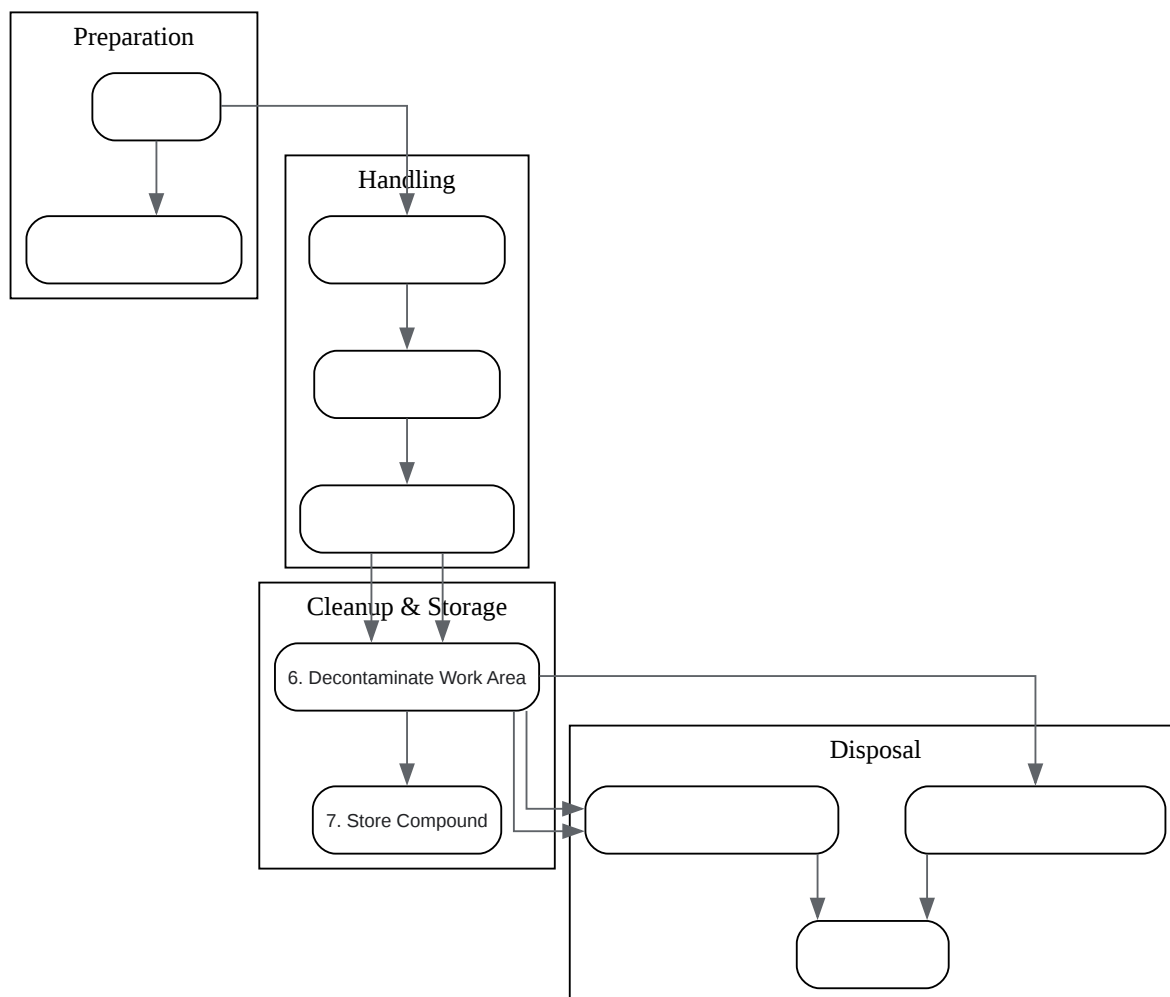 Preparation
Handling
Cleanup & Storage
6. Decontaminate Work Area
7. Store Compound
Disposal